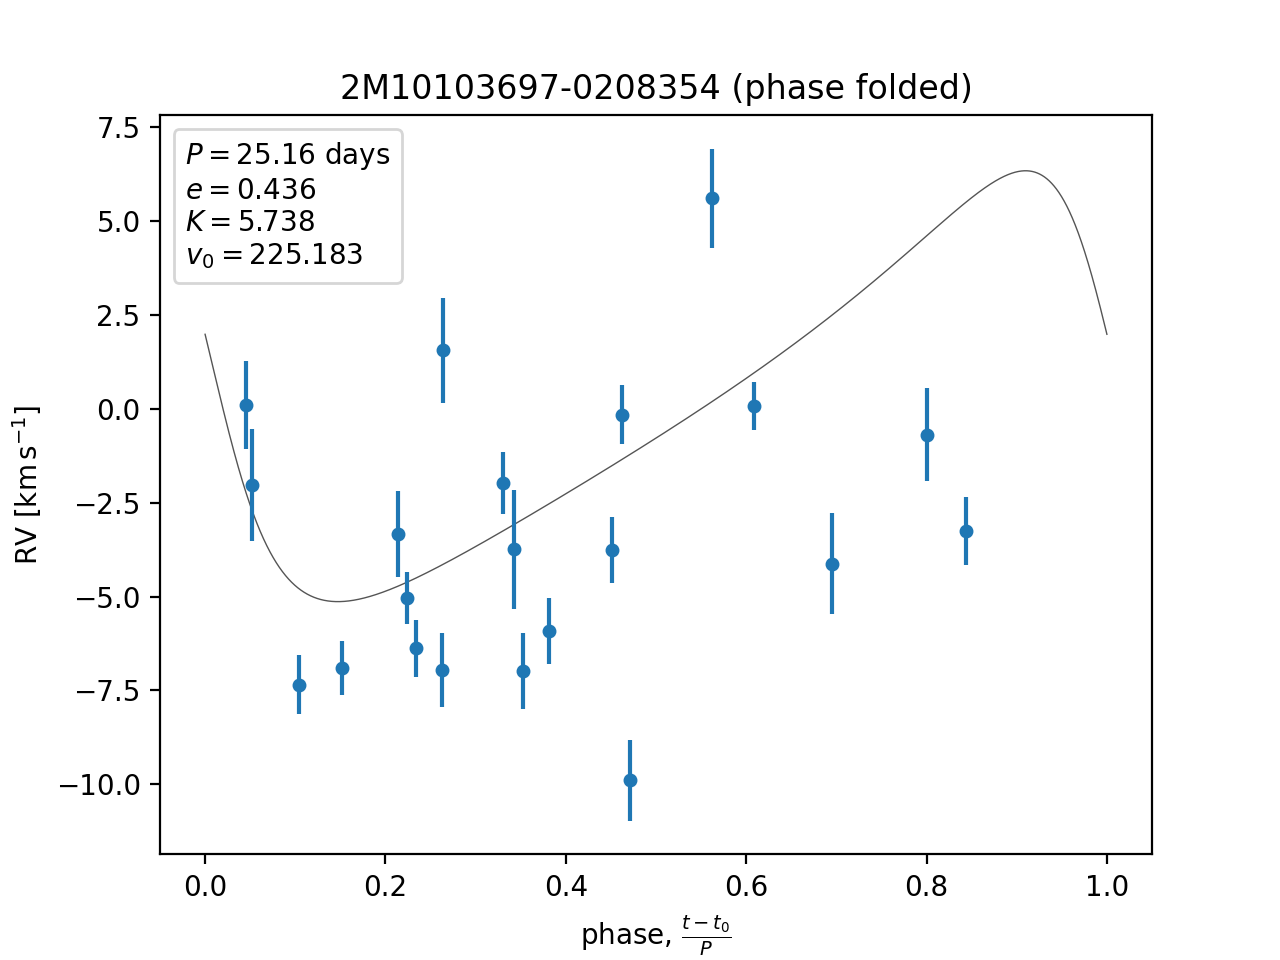 2M10103697-0208354 (phase folded)
P = 25.16 days
e = 0.436
K = 5.738
v₀ = 225.183
7.5
5.0
2.5
0.0
−2.5
−5.0
−7.5
−10.0
RV [km s⁻¹]
0.0 0.2 0.4 0.6 0.8 1.0
phase, (t − t₀)/P